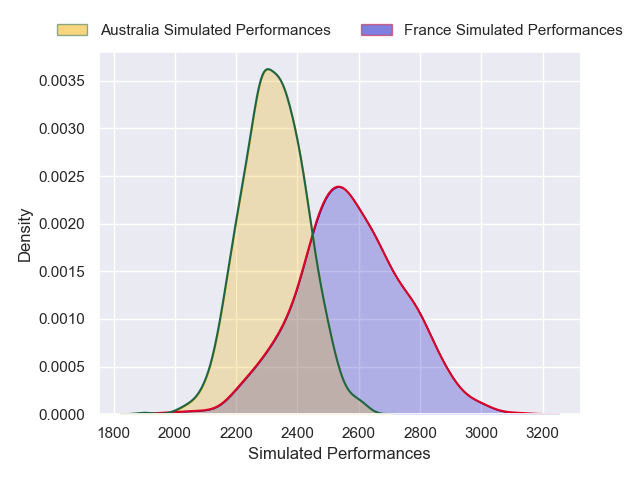 Australia Simulated Performances France Simulated Performances
0.0035
0.0030
0.0025
0.0020
0.0015
0.0010
0.0005
0.0000
Density
1800 2000 2200 2400 2600 2800 3000 3200
Simulated Performances